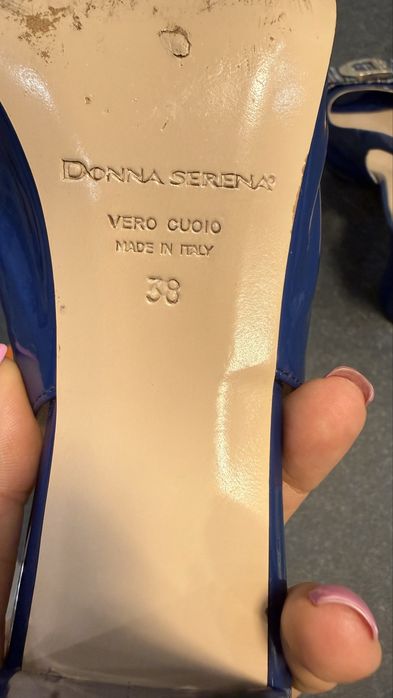 DONNA SERENA®
VERO CUOIO
MADE IN ITALY
38